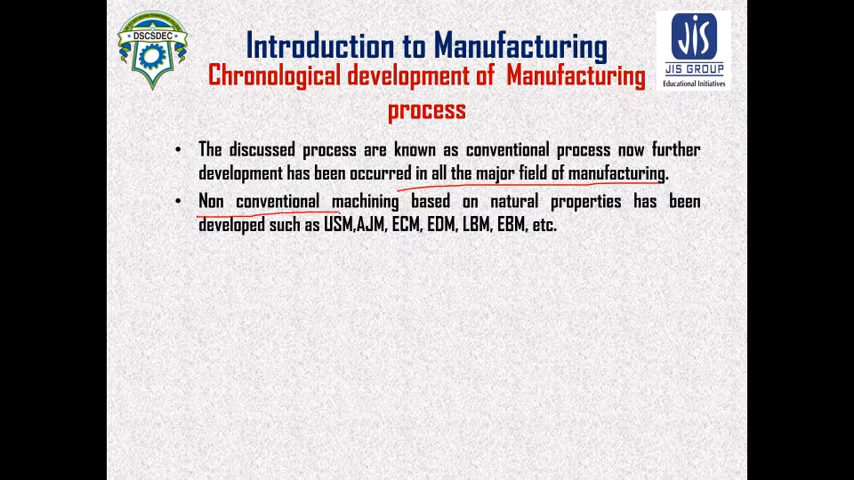 DSCSDEC
Introduction to Manufacturing
JIS
JIS GROUP
Educational Initiatives
Chronological development of Manufacturing
process
• The discussed process are known as conventional process now further
development has been occurred in all the major field of manufacturing.
• Non conventional machining based on natural properties has been
developed such as USM,AJM, ECM, EDM, LBM, EBM, etc.